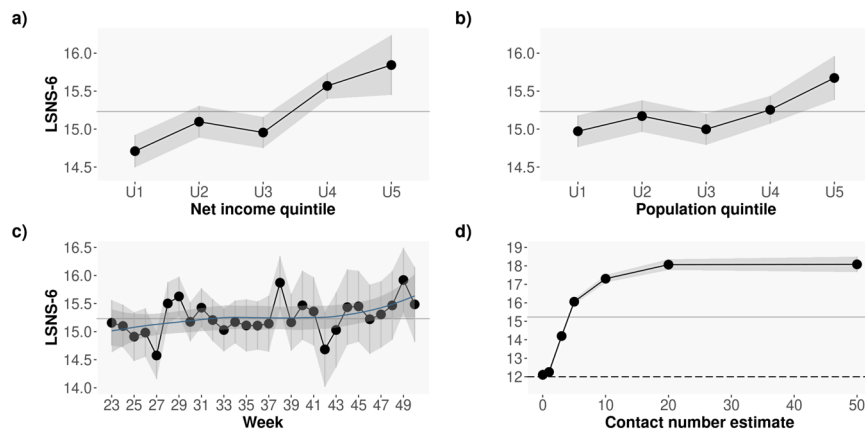 a)
b)
LSNS-6
16.0
15.5
15.0
14.5
U1 U2 U3 U4 U5
Net income quintile
16.0
15.5
15.0
14.5
U1 U2 U3 U4 U5
Population quintile
c)
d)
LSNS-6
16.5
16.0
15.5
15.0
14.5
14.0
23 25 27 29 31 33 35 37 39 41 43 45 47 49
Week
19
18
17
16
15
14
13
12
0 10 20 30 40 50
Contact number estimate